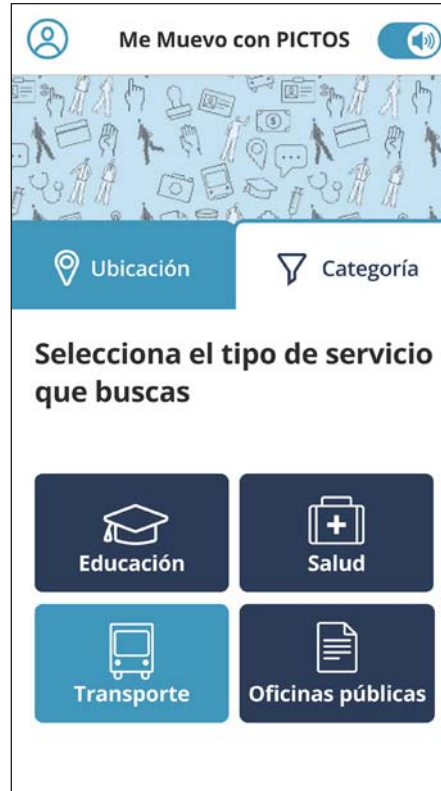 Me Muevo con PICTOS
Ubicación
Categoría
Selecciona el tipo de servicio
que buscas
Educación
Salud
Transporte
Oficinas públicas